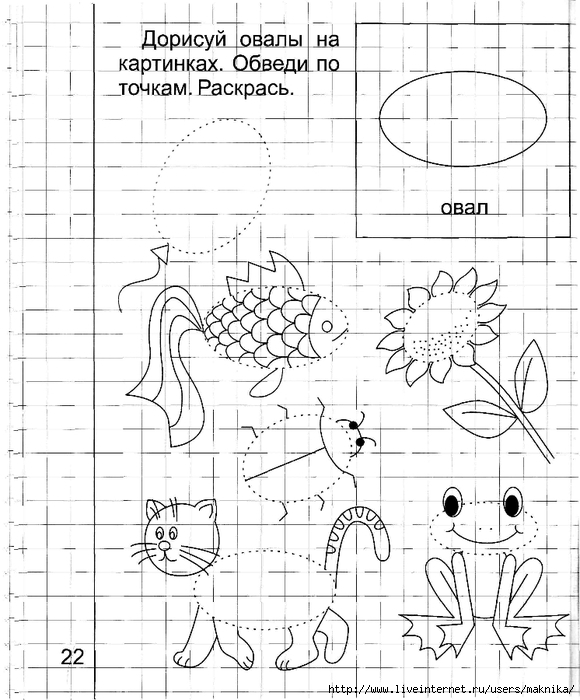 Дорисуй овалы на
картинках. Обведи по
точкам. Раскрась.
овал
22
http://www.liveinternet.ru/users/maknika/